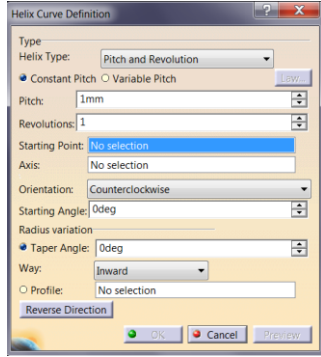 Helix Curve Definition
Type
Helix Type: Pitch and Revolution
Constant Pitch Variable Pitch Law...
Pitch: 1mm
Revolutions: 1
Starting Point: No selection
Axis: No selection
Orientation: Counterclockwise
Starting Angle: 0deg
Radius variation
Taper Angle: 0deg
Way: Inward
Profile: No selection
Reverse Direction
OK Cancel Preview